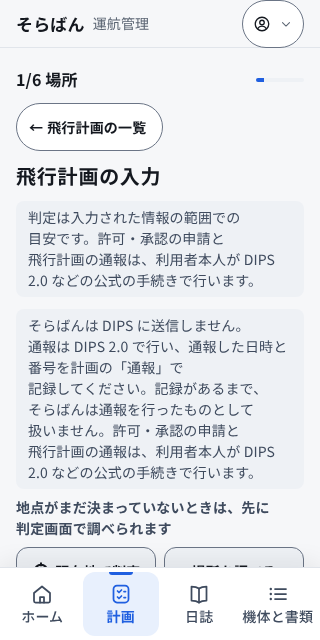 そらばん 運航管理
1/6 場所
← 飛行計画の一覧
飛行計画の入力
判定は入力された情報の範囲での
目安です。許可・承認の申請と
飛行計画の通報は、利用者本人が DIPS
2.0 などの公式の手続きで行います。
そらばんは DIPS に送信しません。
通報は DIPS 2.0 で行い、通報した日時と
番号を計画の「通報」で
記録してください。記録があるまで、
そらばんは通報を行ったものとして
扱いません。許可・承認の申請と
飛行計画の通報は、利用者本人が DIPS
2.0 などの公式の手続きで行います。
地点がまだ決まっていないときは、先に
判定画面で調べられます
ホーム 計画 日誌 機体と書類